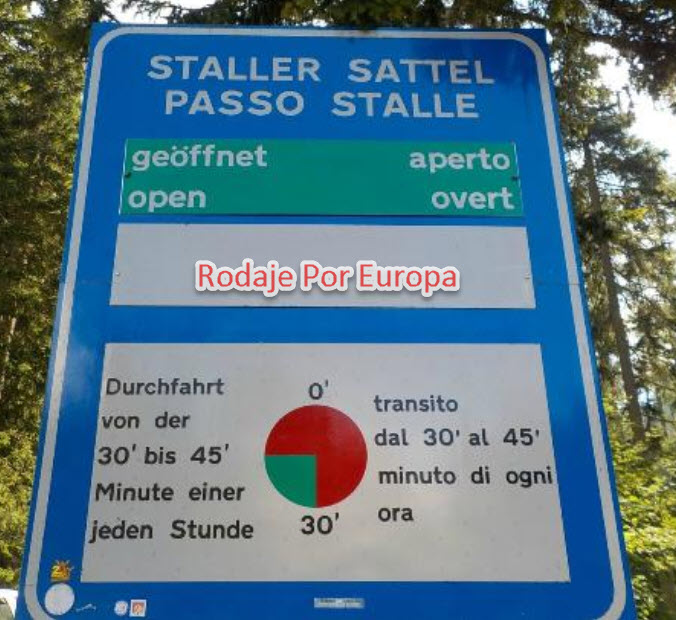 STALLER SATTEL
PASSO STALLE
geöffnet aperto
open overt
Rodaje Por Europa
Durchfahrt
von der
30' bis 45'
Minute einer
jeden Stunde
0'
30'
transito
dal 30' al 45'
minuto di ogni
ora